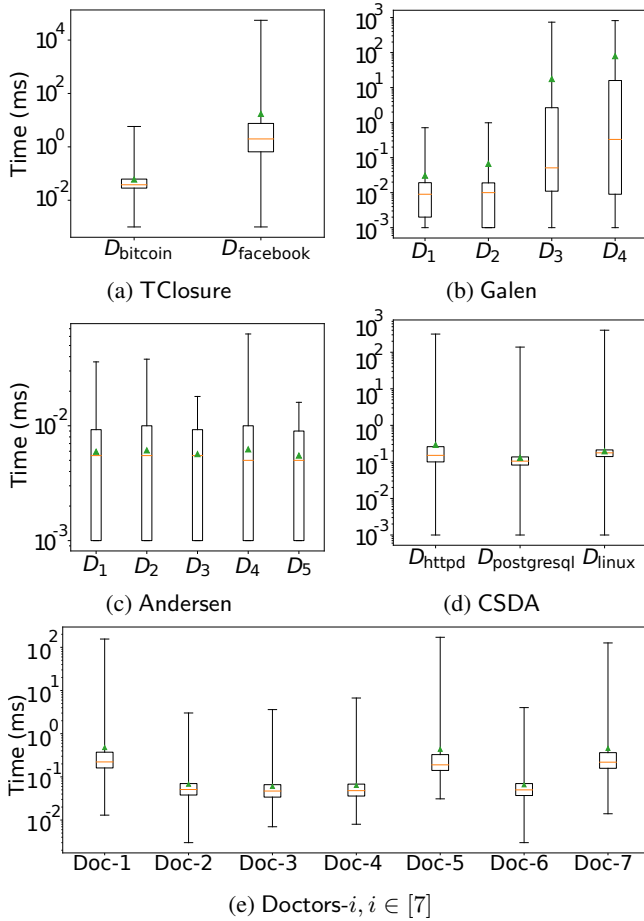 Time (ms)
10^4
10^2
10^0
10^-2
D_bitcoin D_facebook
(a) TClosure
10^3
10^2
10^1
10^0
10^-1
10^-2
10^-3
D_1 D_2 D_3 D_4
(b) Galen
Time (ms)
10^-2
10^-3
D_1 D_2 D_3 D_4 D_5
(c) Andersen
10^3
10^2
10^1
10^0
10^-1
10^-2
10^-3
D_httpd D_postgresql D_linux
(d) CSDA
Time (ms)
10^2
10^1
10^0
10^-1
10^-2
Doc-1 Doc-2 Doc-3 Doc-4 Doc-5 Doc-6 Doc-7
(e) Doctors-i, i ∈ [7]